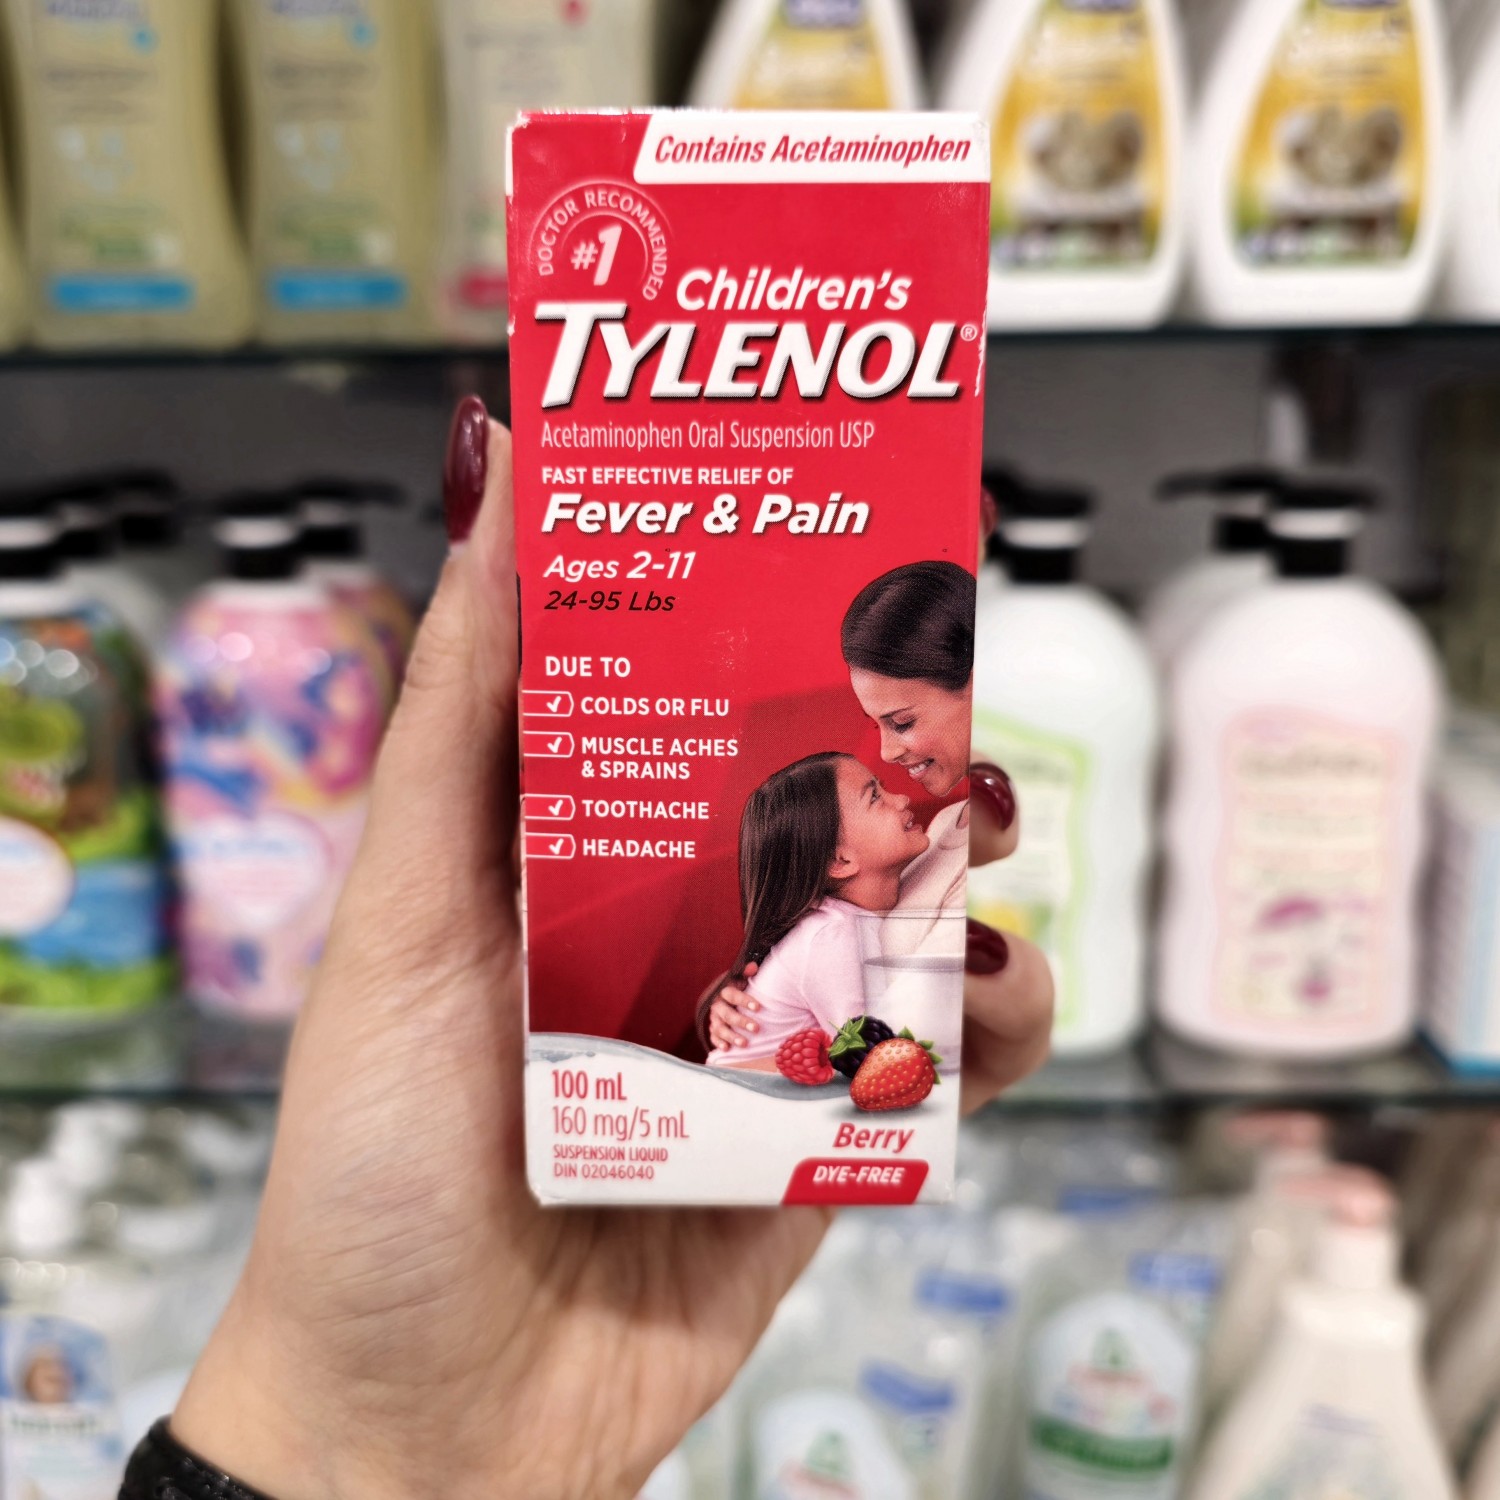 Contains Acetaminophen
DOCTOR RECOMMENDED
#1
Children's
TYLENOL®
Acetaminophen Oral Suspension USP
FAST EFFECTIVE RELIEF OF
Fever & Pain
Ages 2-11
24-95 Lbs
DUE TO
COLDS OR FLU
MUSCLE ACHES
& SPRAINS
TOOTHACHE
HEADACHE
100 mL
160 mg/5 mL
SUSPENSION LIQUID
DIN 02046040
Berry
DYE-FREE